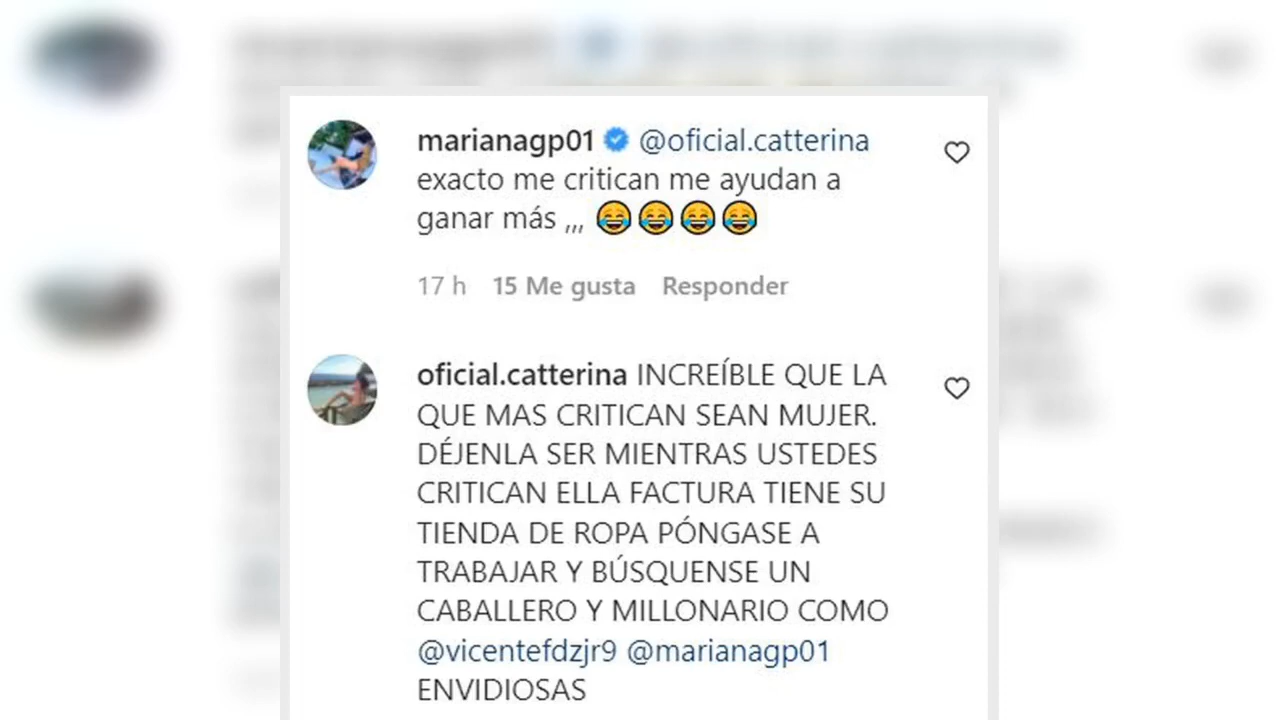 marianagp01 @oficial.catterina
exacto me critican me ayudan a
ganar más ,,, 😂😂😂😂
17 h 15 Me gusta Responder
oficial.catterina INCREÍBLE QUE LA
QUE MAS CRITICAN SEAN MUJER.
DÉJENLA SER MIENTRAS USTEDES
CRITICAN ELLA FACTURA TIENE SU
TIENDA DE ROPA PÓNGASE A
TRABAJAR Y BÚSQUENSE UN
CABALLERO Y MILLONARIO COMO
@vicentefdzjr9 @marianagp01
ENVIDIOSAS